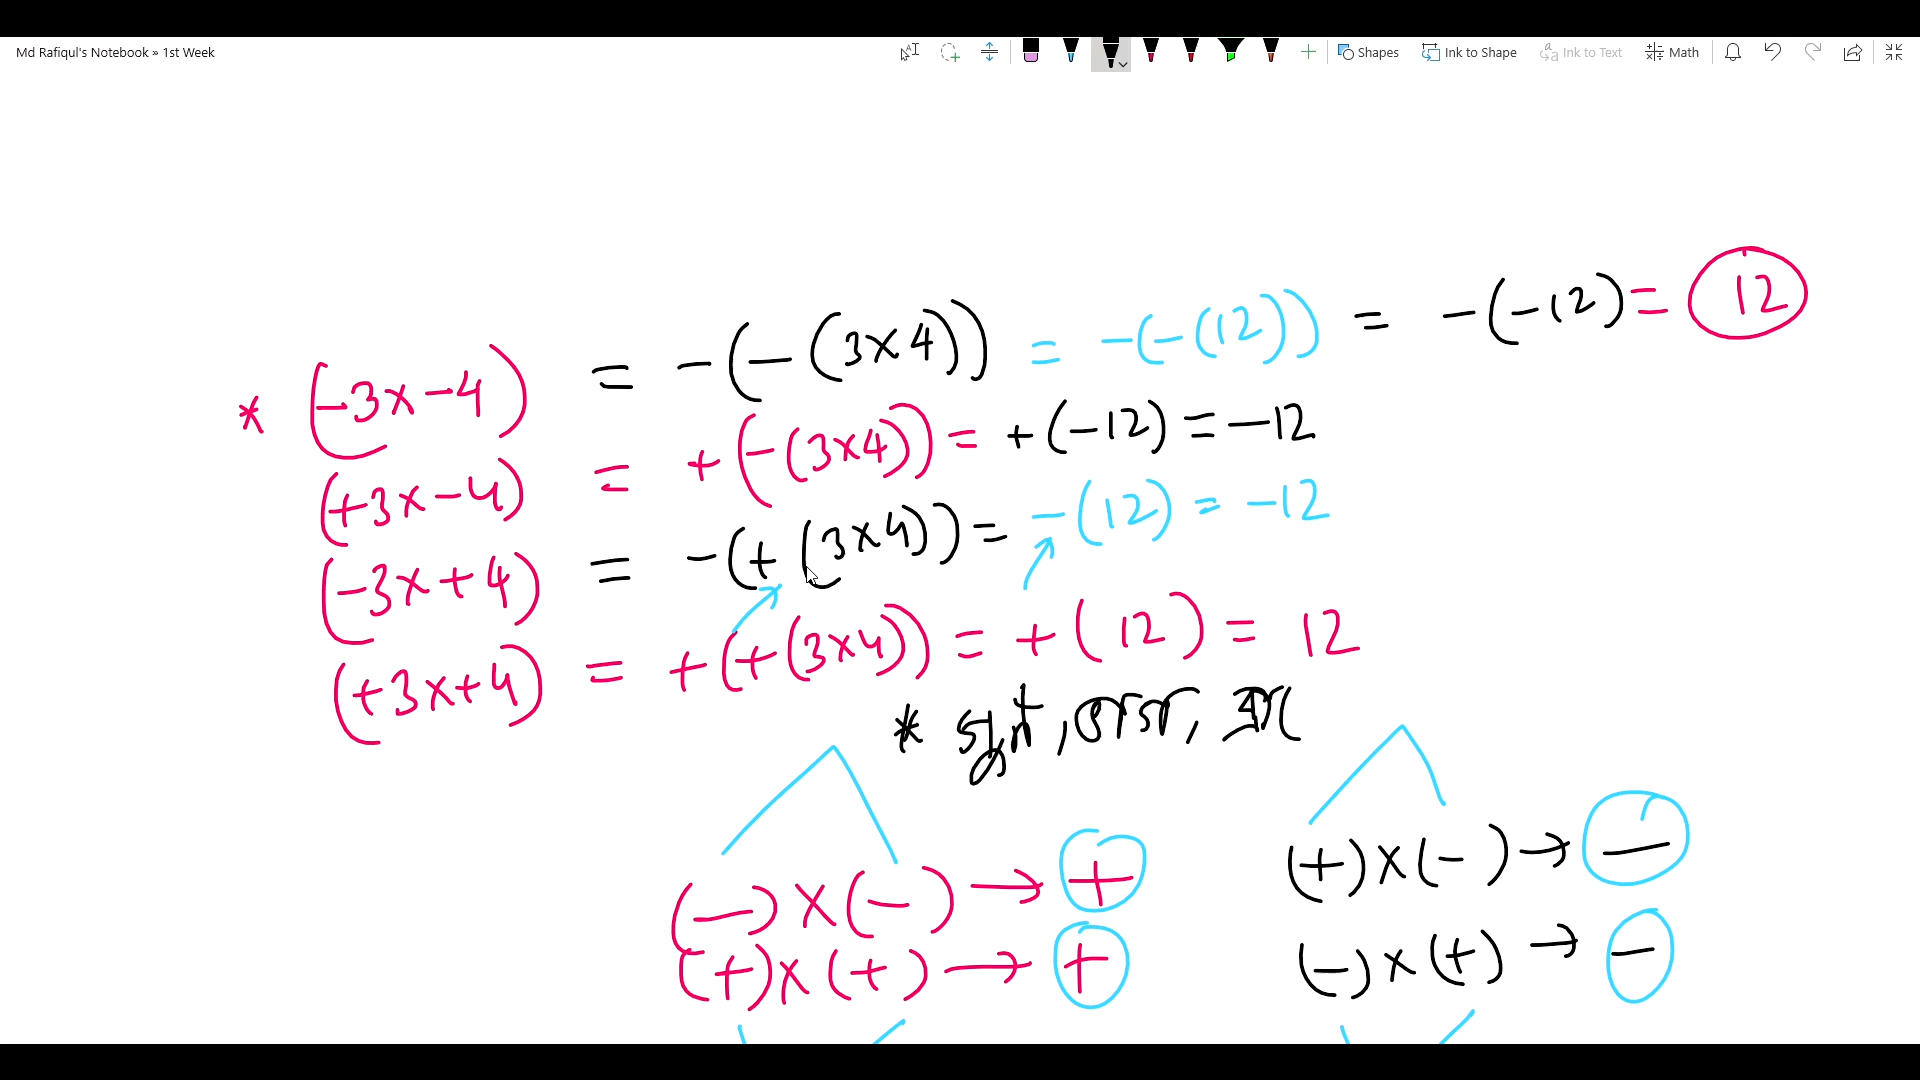 Md Rafiqul's Notebook » 1st Week
Shapes Ink to Shape Ink to Text Math
* (-3x-4) = -(-(3x4)) = -(-(12)) = -(-12) = 12
(+3x-4) = +(-(3x4)) = +(-12) = -12
(-3x+4) = -(+(3x4)) = -(12) = -12
(+3x+4) = +(+(3x4)) = +(12) = 12
*
(-)x(-) → +
(+)x(+) → +
(+)x(-) → -
(-)x(+) → -